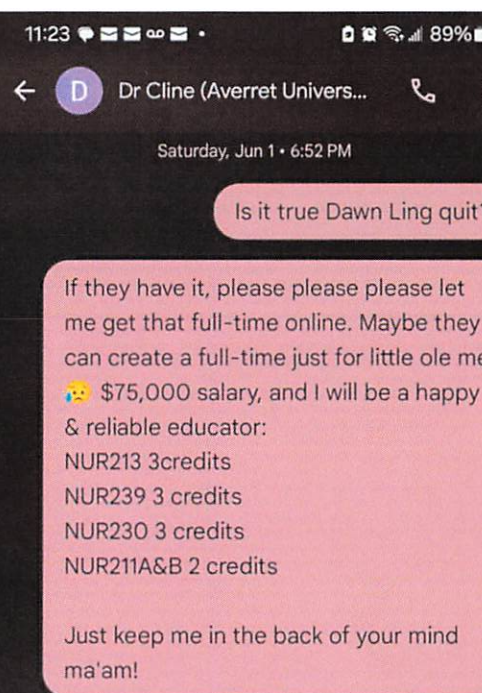 11:23
89%
D Dr Cline (Averret Univers...
Saturday, Jun 1 • 6:52 PM
Is it true Dawn Ling quit?
If they have it, please please please let
me get that full-time online. Maybe they
can create a full-time just for little ole me
😥 $75,000 salary, and I will be a happy
& reliable educator:
NUR213 3credits
NUR239 3 credits
NUR230 3 credits
NUR211A&B 2 credits
Just keep me in the back of your mind
ma'am!